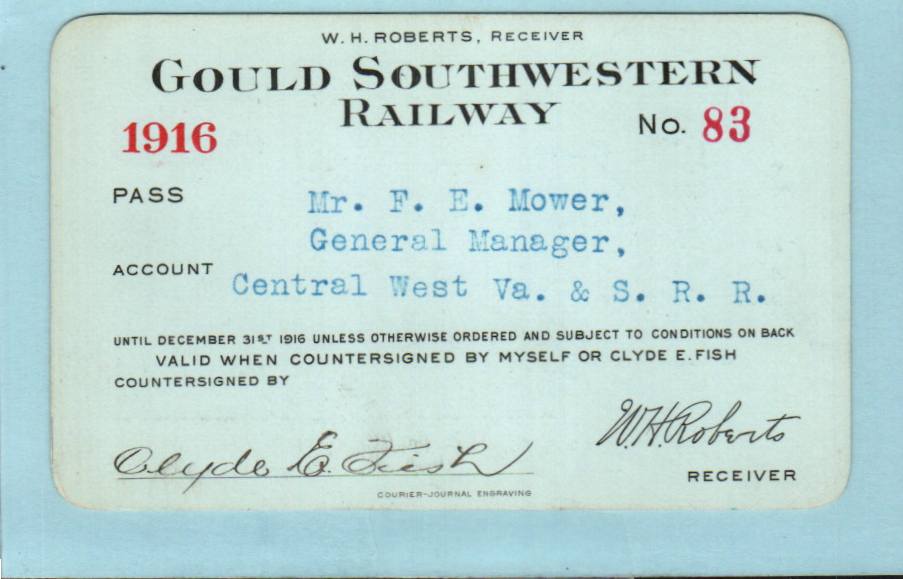 W. H. ROBERTS, RECEIVER
GOULD SOUTHWESTERN
RAILWAY
1916
No. 83
PASS
Mr. F. E. Mower,
General Manager,
ACCOUNT
Central West Va. & S. R. R.
UNTIL DECEMBER 31ST 1916 UNLESS OTHERWISE ORDERED AND SUBJECT TO CONDITIONS ON BACK
VALID WHEN COUNTERSIGNED BY MYSELF OR CLYDE E. FISH
COUNTERSIGNED BY
Clyde E. Fish
W.H. Roberts
RECEIVER
COURIER-JOURNAL ENGRAVING